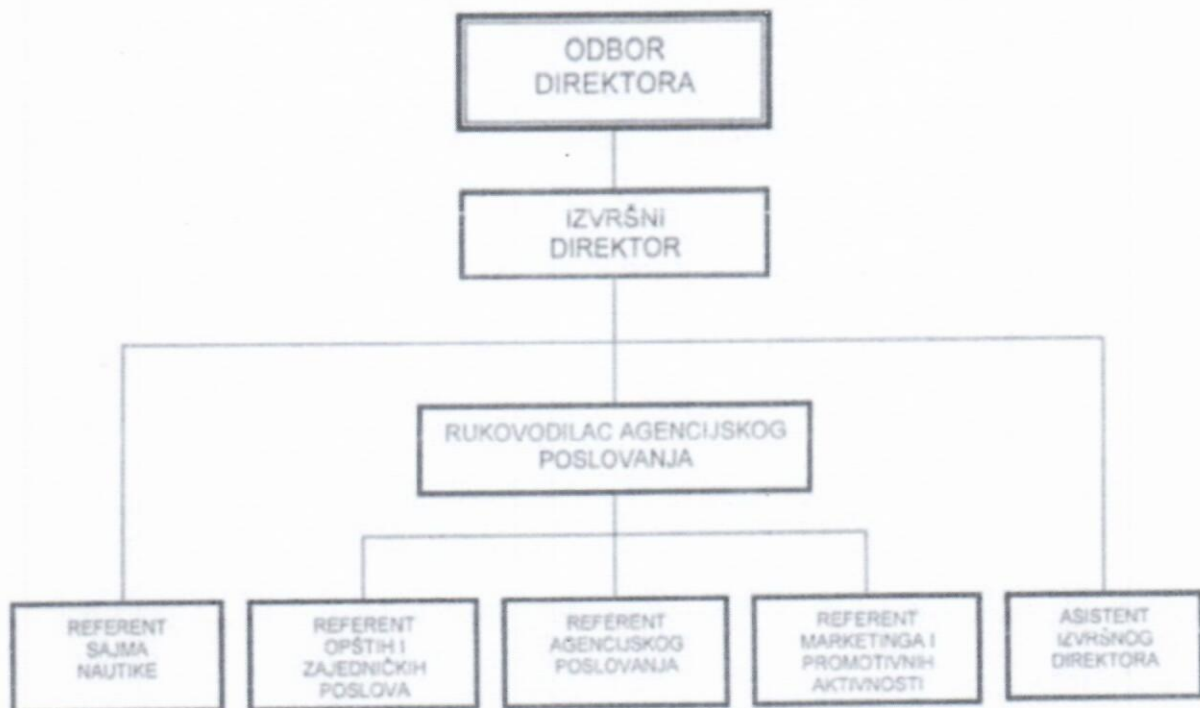 ODBOR
DIREKTORA
IZVRŠNI
DIREKTOR
RUKOVODILAC AGENCIJSKOG
POSLOVANJA
REFERENT
SAJMA
NAUTIKE
REFERENT
OPŠTIH I
ZAJEDNIČKIH
POSLOVA
REFERENT
AGENCIJSKOG
POSLOVANJA
REFERENT
MARKETINGA I
PROMOTIVNIH
AKTIVNOSTI
ASISTENT
IZVRŠNOG
DIREKTORA